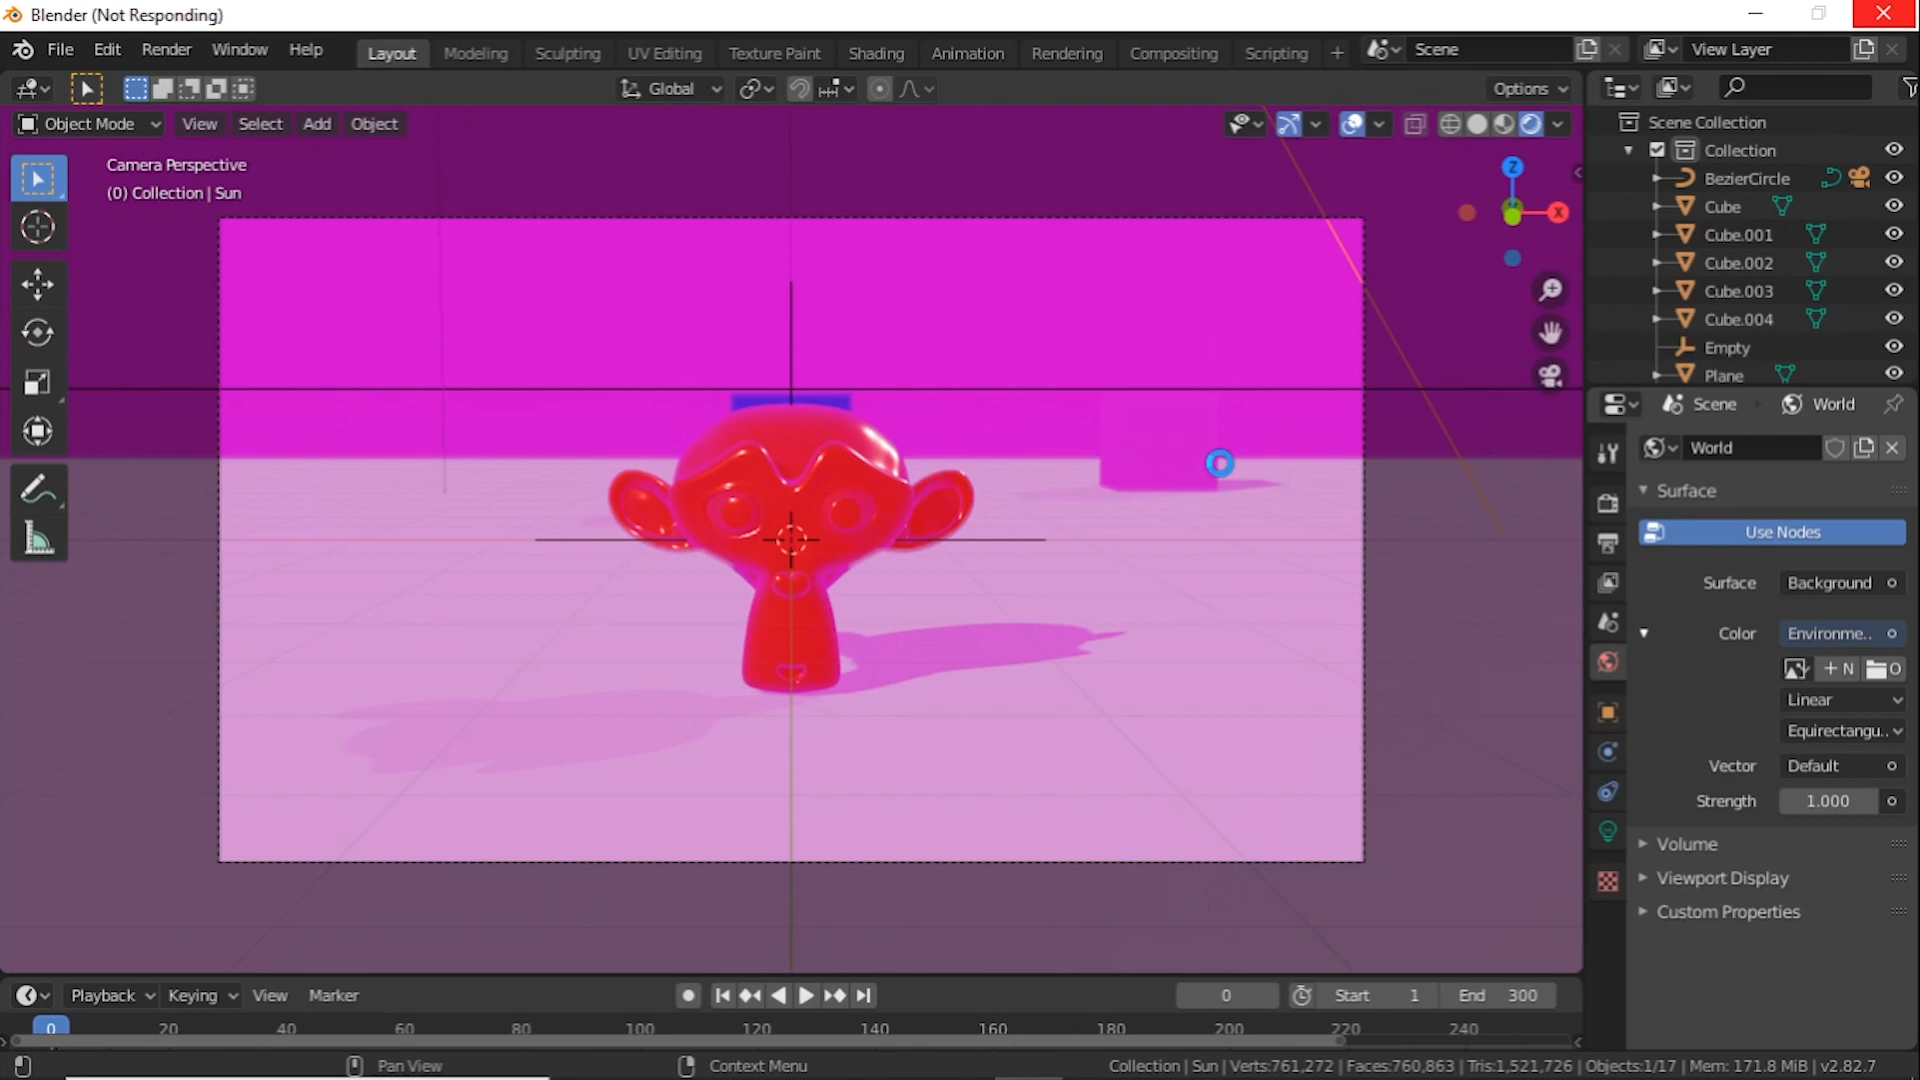 Blender (Not Responding)
File Edit Render Window Help Layout Modeling Sculpting UV Editing Texture Paint Shading Animation Rendering Compositing Scripting + Scene View Layer
Global Options
Object Mode View Select Add Object
Camera Perspective
(0) Collection | Sun
Z
X
Scene Collection
Collection
BezierCircle
Cube
Cube.001
Cube.002
Cube.003
Cube.004
Empty
Plane
Scene World
World
Surface
Use Nodes
Surface Background
Color Environme..
+ N O
Linear
Equirectangu..
Vector Default
Strength 1.000
Volume
Viewport Display
Custom Properties
Playback Keying View Marker 0 Start 1 End 300
0 20 40 60 80 100 120 140 160 180 200 220 240
Pan View Context Menu Collection | Sun | Verts:761,272 | Faces:760,863 | Tris:1,521,726 | Objects:1/17 | Mem: 171.8 MiB | v2.82.7